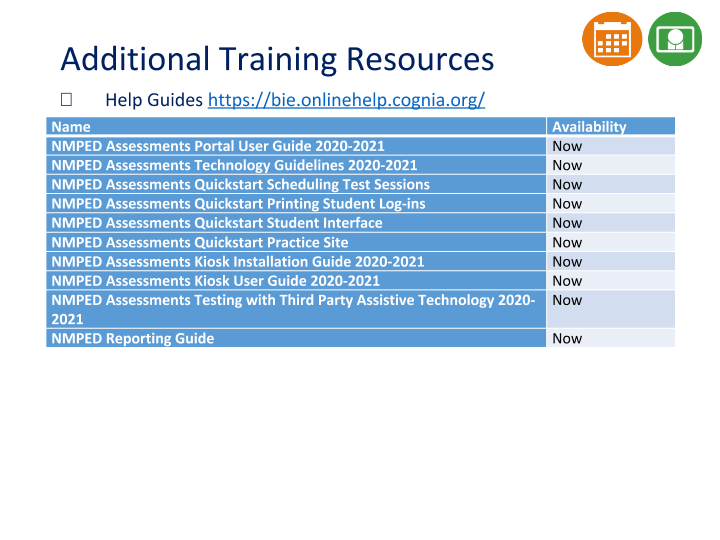 Additional Training Resources
Help Guides https://bie.onlinehelp.cognia.org/
Name Availability
NMPED Assessments Portal User Guide 2020-2021 Now
NMPED Assessments Technology Guidelines 2020-2021 Now
NMPED Assessments Quickstart Scheduling Test Sessions Now
NMPED Assessments Quickstart Printing Student Log-ins Now
NMPED Assessments Quickstart Student Interface Now
NMPED Assessments Quickstart Practice Site Now
NMPED Assessments Kiosk Installation Guide 2020-2021 Now
NMPED Assessments Kiosk User Guide 2020-2021 Now
NMPED Assessments Testing with Third Party Assistive Technology 2020- Now
2021
NMPED Reporting Guide Now